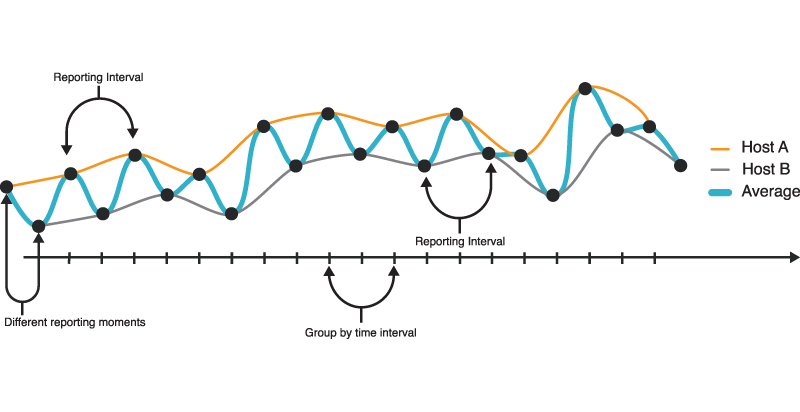 Reporting Interval
Host A
Host B
Average
Reporting Interval
Different reporting moments
Group by time interval